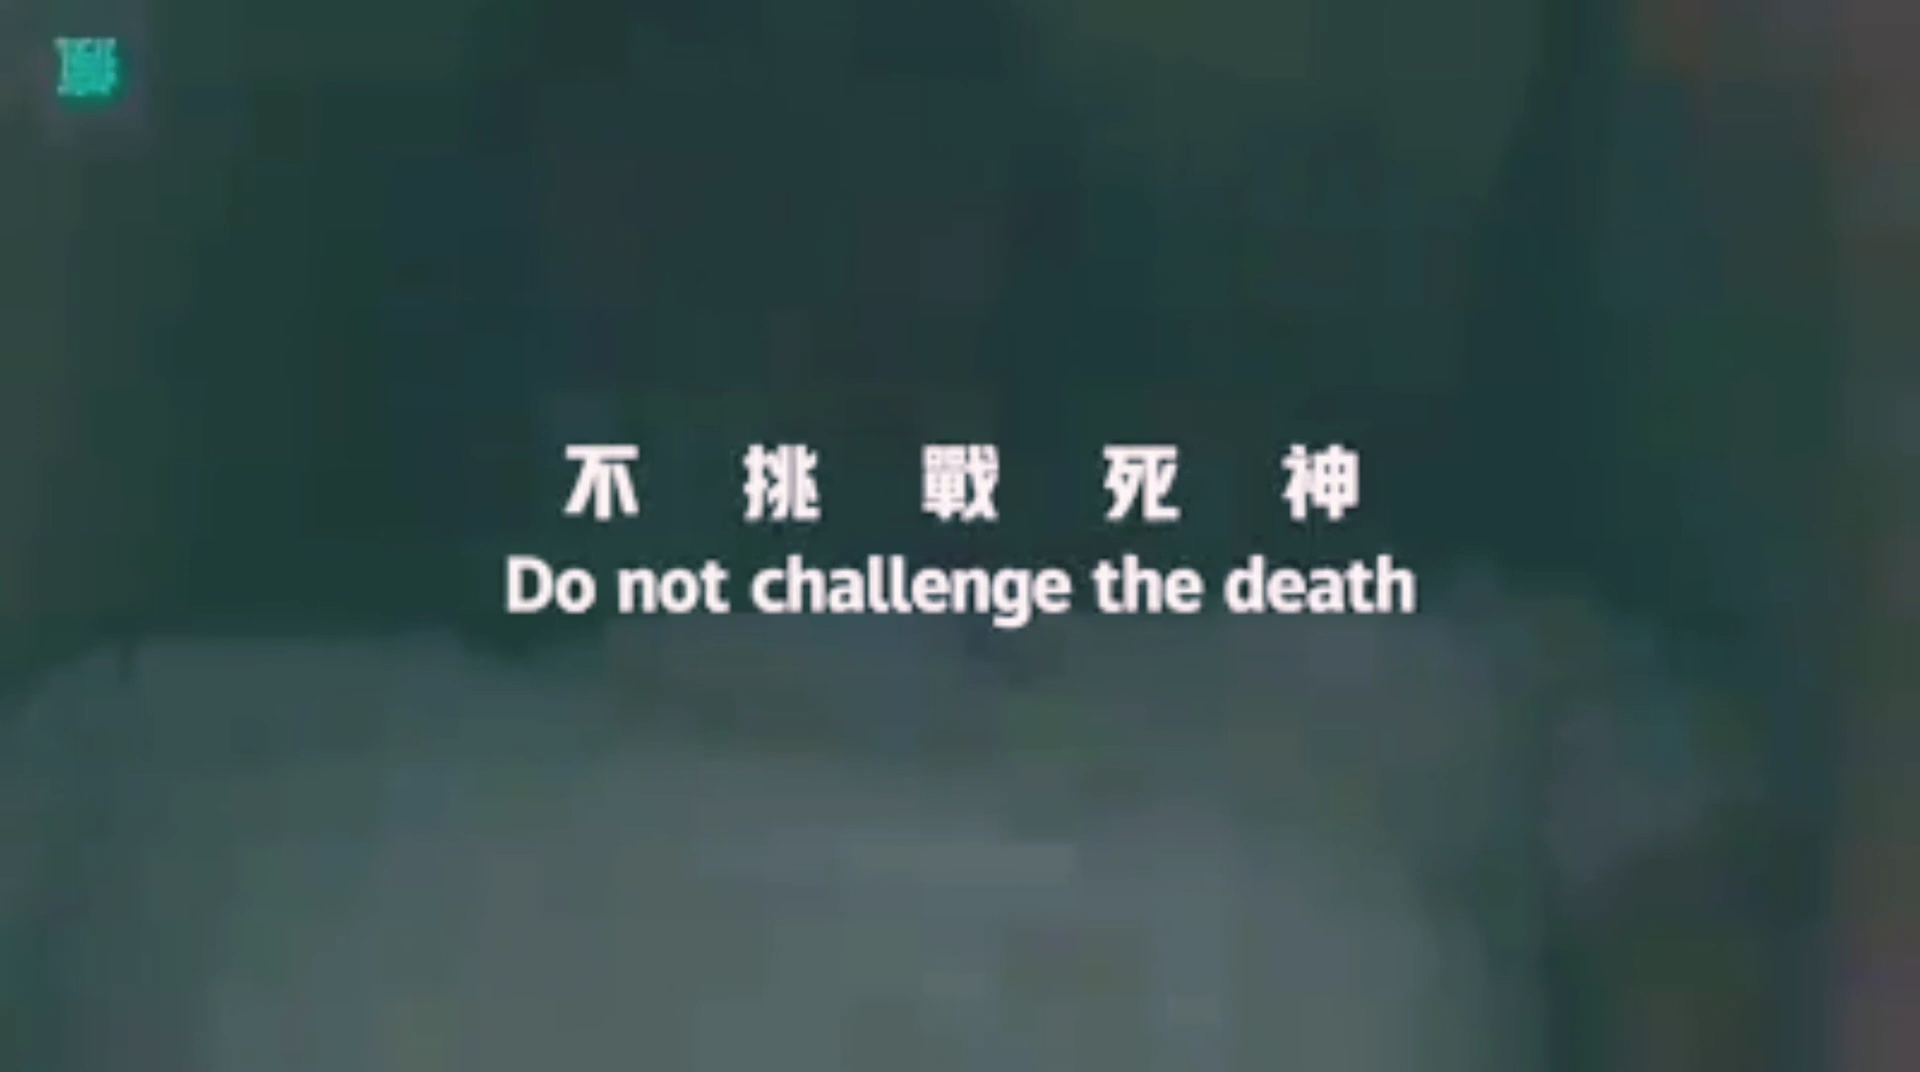 不挑戰死神
Do not challenge the death